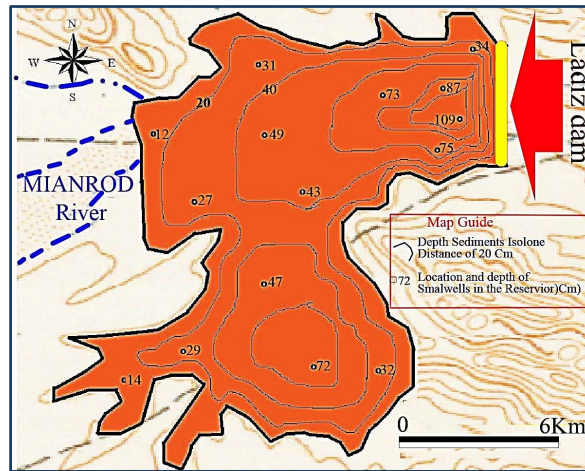 N
W E
S
Ladiz dam
34
31
20
40
73
87
109
12
49
75
MIANROD
River
27
43
Map Guide
Depth Sediments Isolone
Distance of 20 Cm
72 Location and depth of
Smalwells in the Reservior)Cm)
47
29
72
32
14
0 6Km